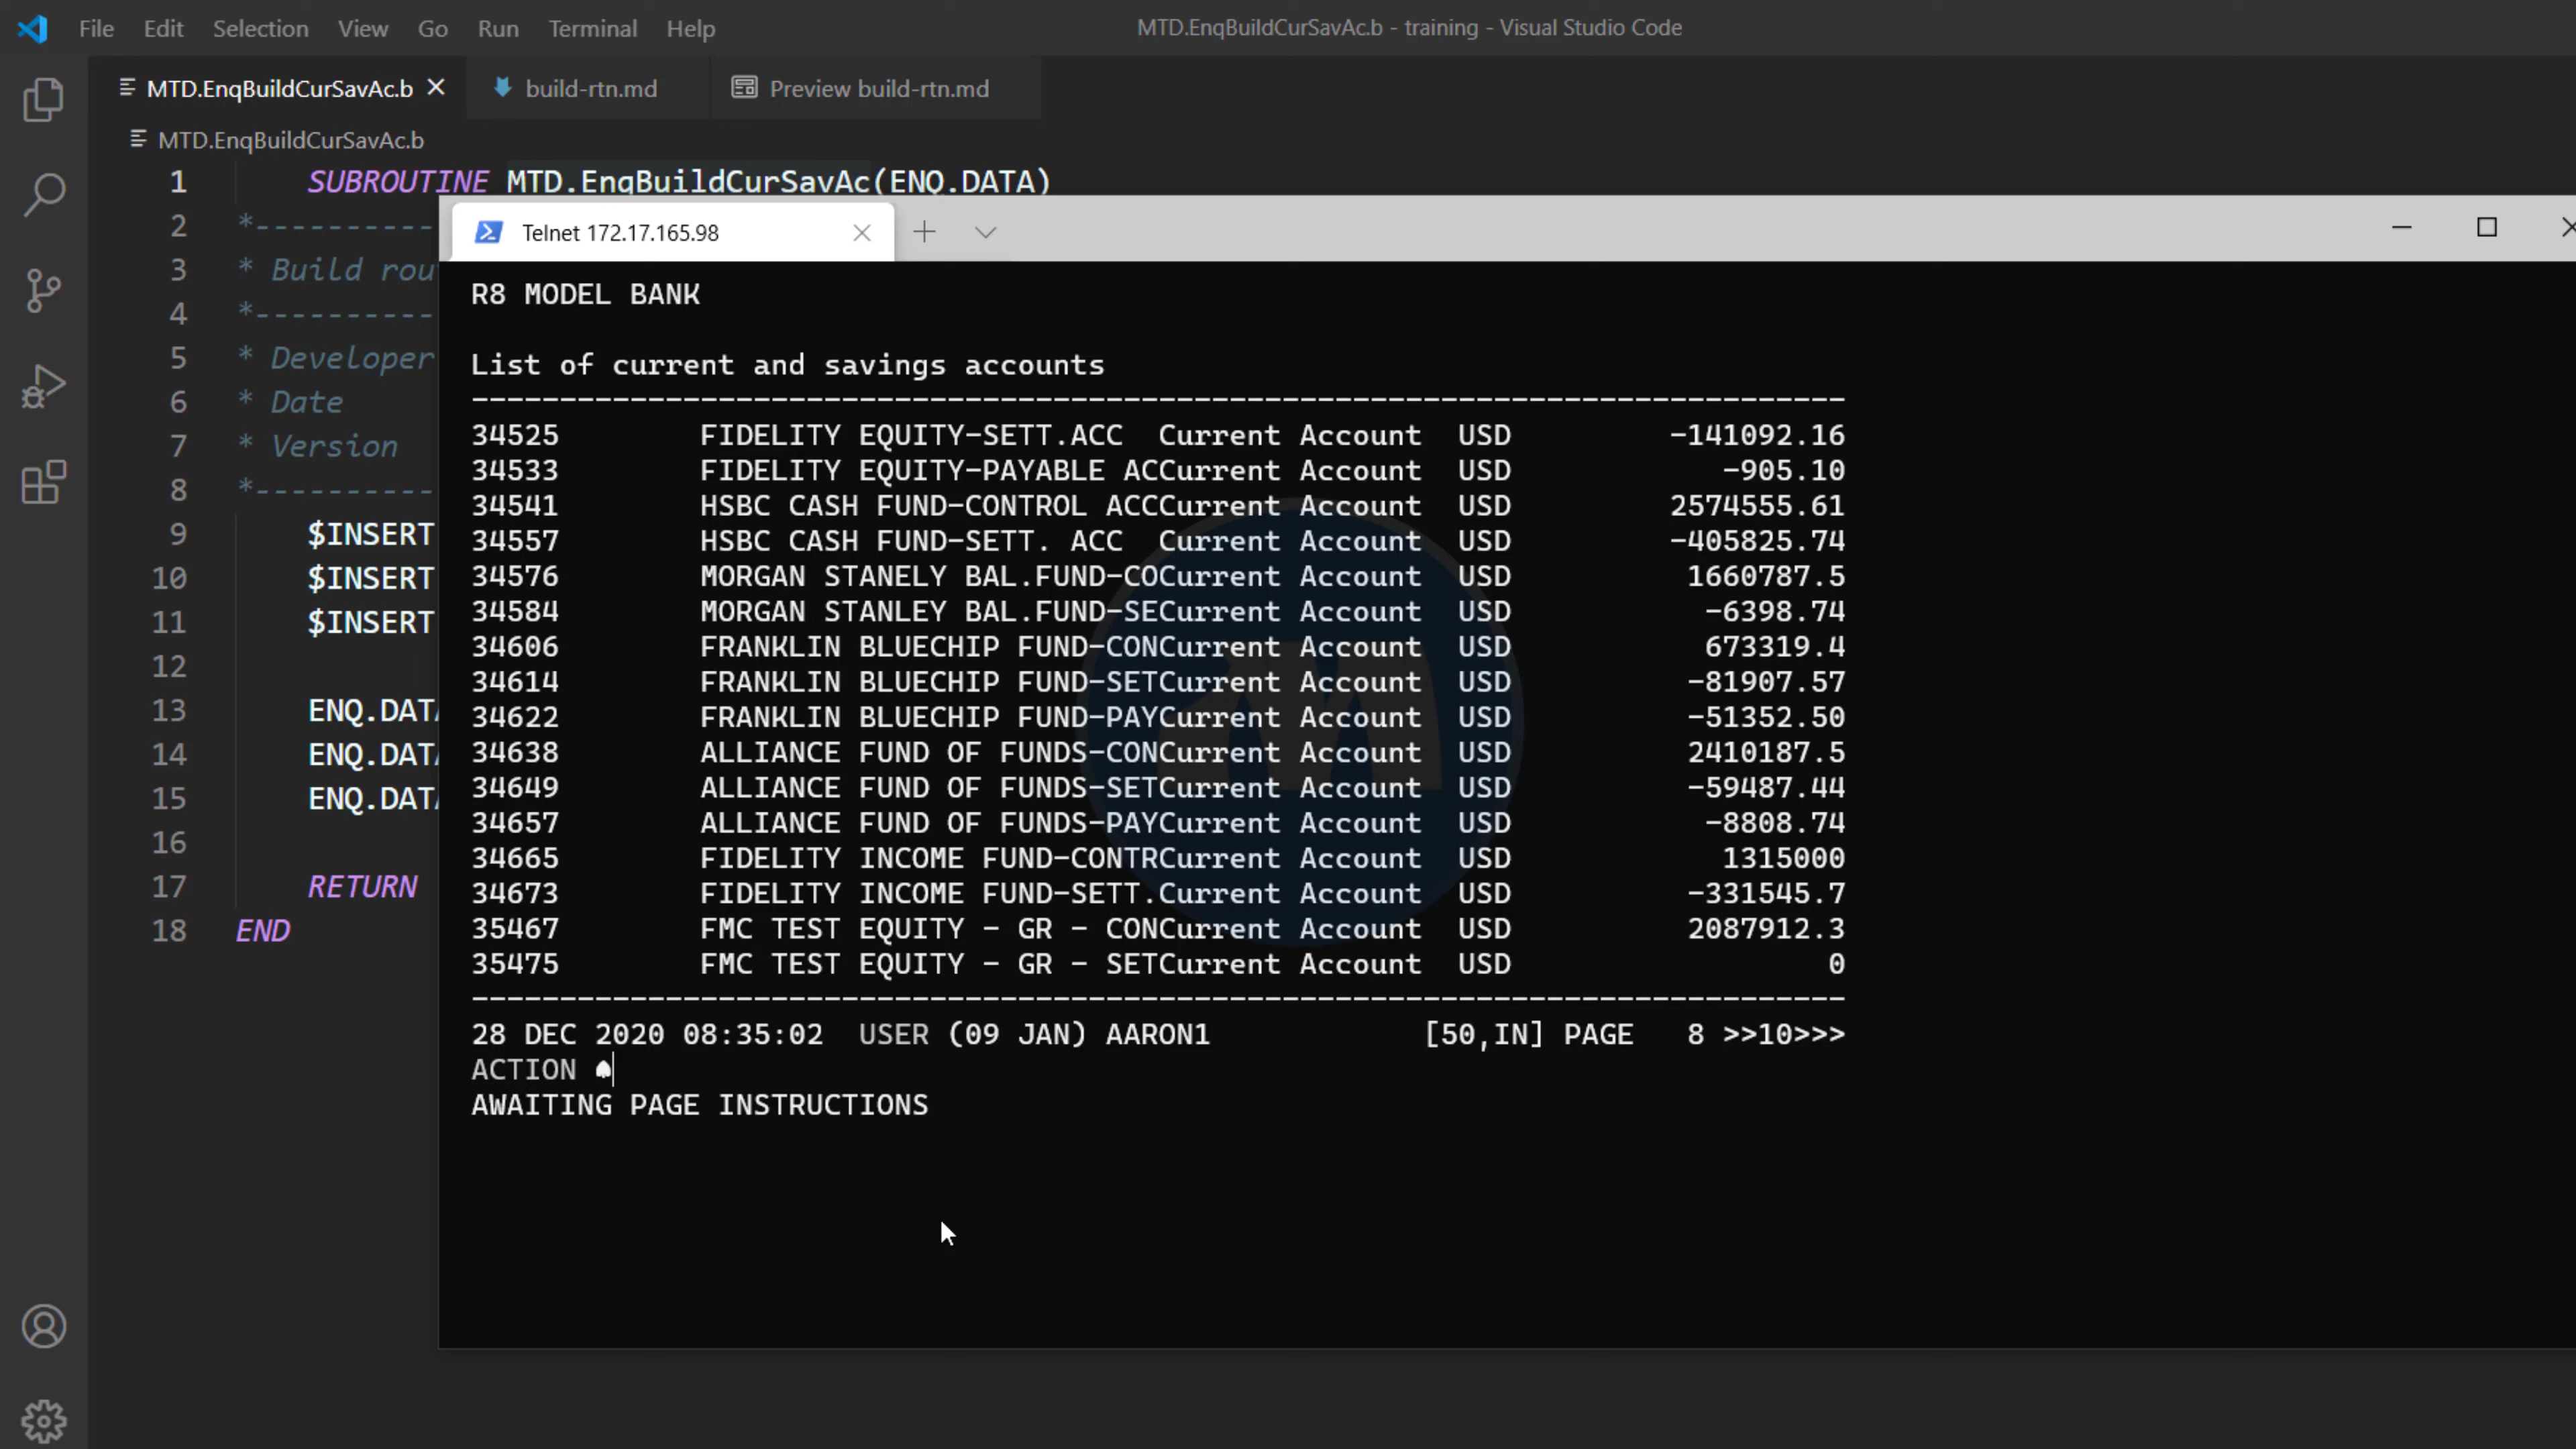 File Edit Selection View Go Run Terminal Help MTD.EnqBuildCurSavAc.b - training - Visual Studio Code
MTD.EnqBuildCurSavAc.b build-rtn.md Preview build-rtn.md
MTD.EnqBuildCurSavAc.b
1 SUBROUTINE MTD.EnqBuildCurSavAc(ENQ.DATA)
2 *----------
3 * Build rou
4 *----------
5 * Developer
6 * Date
7 * Version
8 *----------
9 $INSERT
10 $INSERT
11 $INSERT
12
13 ENQ.DATA
14 ENQ.DATA
15 ENQ.DATA
16
17 RETURN
18 END
Telnet 172.17.165.98
R8 MODEL BANK
List of current and savings accounts
------------------------------------------------------------------------------
34525 FIDELITY EQUITY-SETT.ACC Current Account USD -141092.16
34533 FIDELITY EQUITY-PAYABLE ACCurrent Account USD -905.10
34541 HSBC CASH FUND-CONTROL ACCCurrent Account USD 2574555.61
34557 HSBC CASH FUND-SETT. ACC Current Account USD -405825.74
34576 MORGAN STANELY BAL.FUND-COCurrent Account USD 1660787.5
34584 MORGAN STANLEY BAL.FUND-SECurrent Account USD -6398.74
34606 FRANKLIN BLUECHIP FUND-CONCurrent Account USD 673319.4
34614 FRANKLIN BLUECHIP FUND-SETCurrent Account USD -81907.57
34622 FRANKLIN BLUECHIP FUND-PAYCurrent Account USD -51352.50
34638 ALLIANCE FUND OF FUNDS-CONCurrent Account USD 2410187.5
34649 ALLIANCE FUND OF FUNDS-SETCurrent Account USD -59487.44
34657 ALLIANCE FUND OF FUNDS-PAYCurrent Account USD -8808.74
34665 FIDELITY INCOME FUND-CONTRCurrent Account USD 1315000
34673 FIDELITY INCOME FUND-SETT.Current Account USD -331545.7
35467 FMC TEST EQUITY - GR - CONCurrent Account USD 2087912.3
35475 FMC TEST EQUITY - GR - SETCurrent Account USD 0
------------------------------------------------------------------------------
28 DEC 2020 08:35:02 USER (09 JAN) AARON1 [50,IN] PAGE 8 >>10>>>
ACTION ♠
AWAITING PAGE INSTRUCTIONS